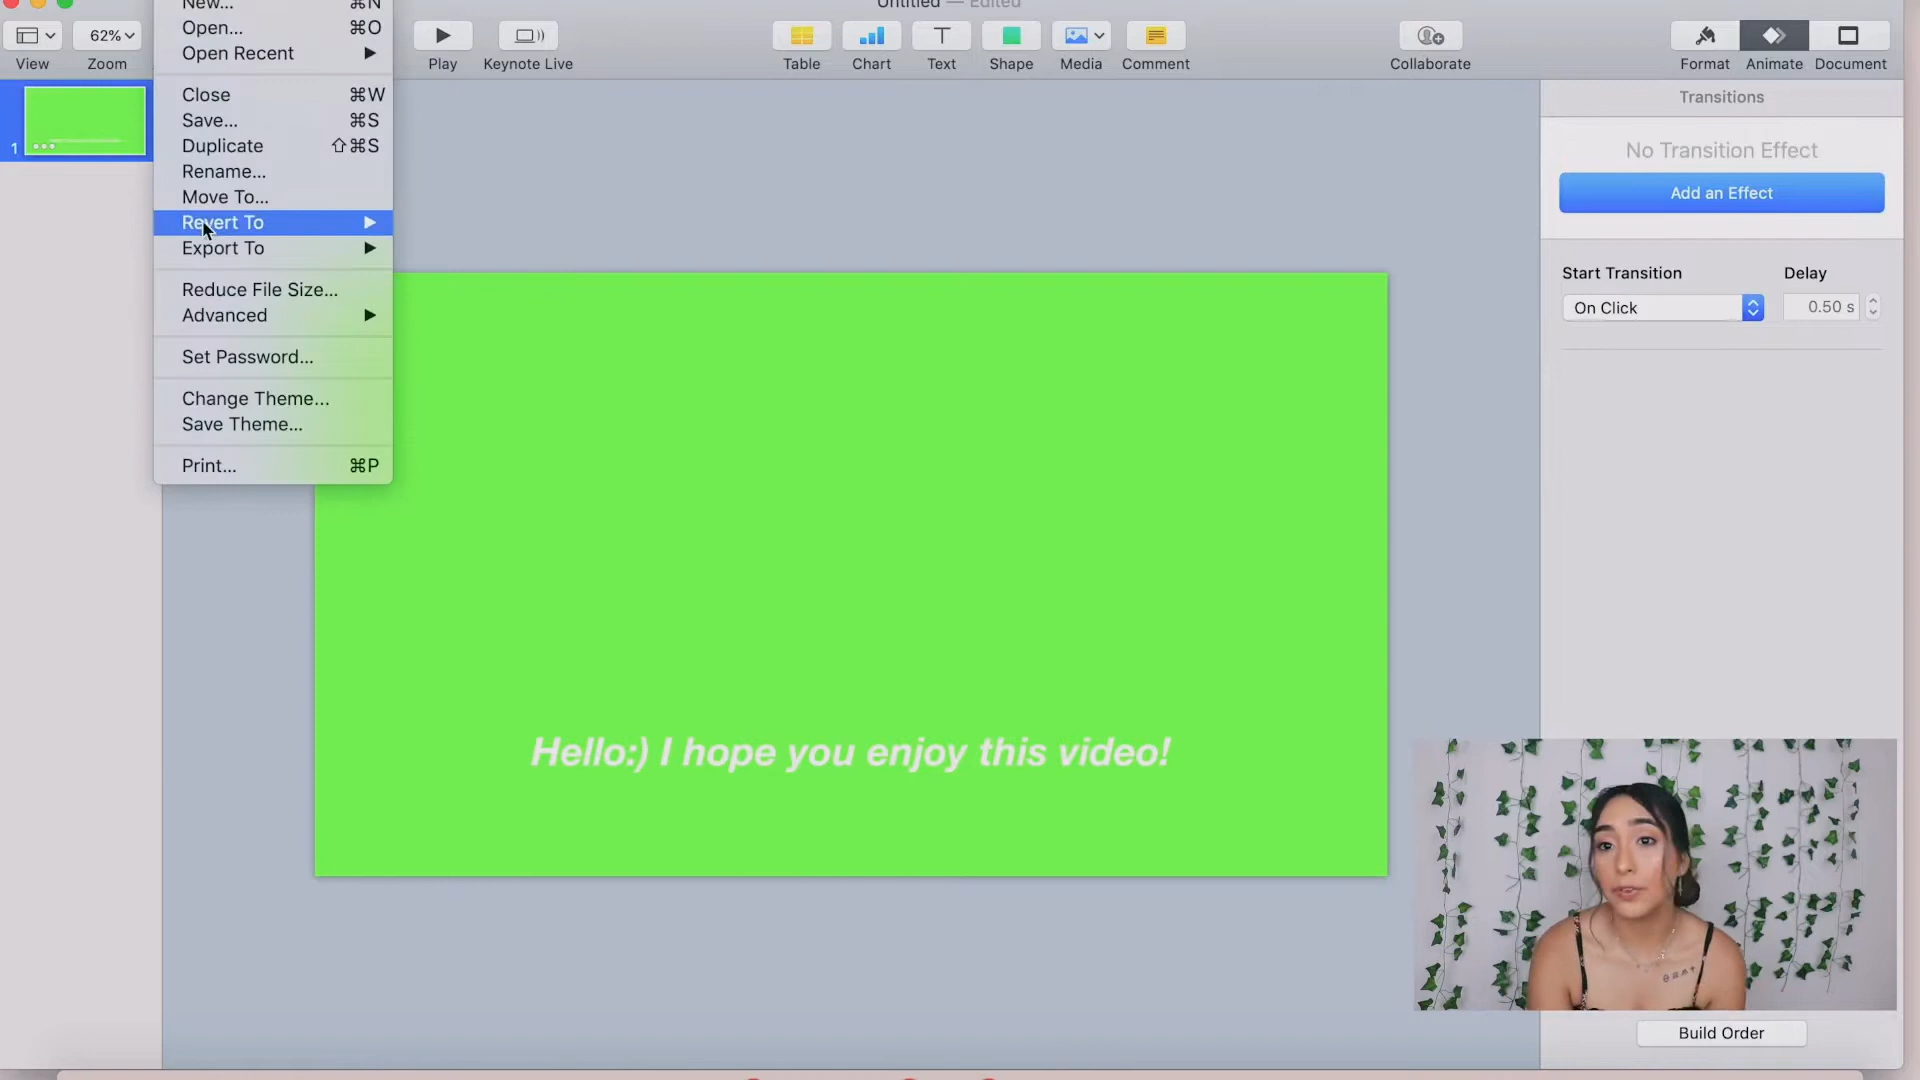 Untitled — Edited
New... ⌘N
Open... ⌘O
Open Recent
Close ⌘W
Save... ⌘S
Duplicate ⇧⌘S
Rename...
Move To...
Revert To
Export To
Reduce File Size...
Advanced
Set Password...
Change Theme...
Save Theme...
Print... ⌘P
62%
View
Zoom
Play
Keynote Live
Table
Chart
Text
Shape
Media
Comment
Collaborate
Format
Animate
Document
1
Transitions
No Transition Effect
Add an Effect
Start Transition
Delay
On Click
0.50 s
Hello:) I hope you enjoy this video!
Build Order